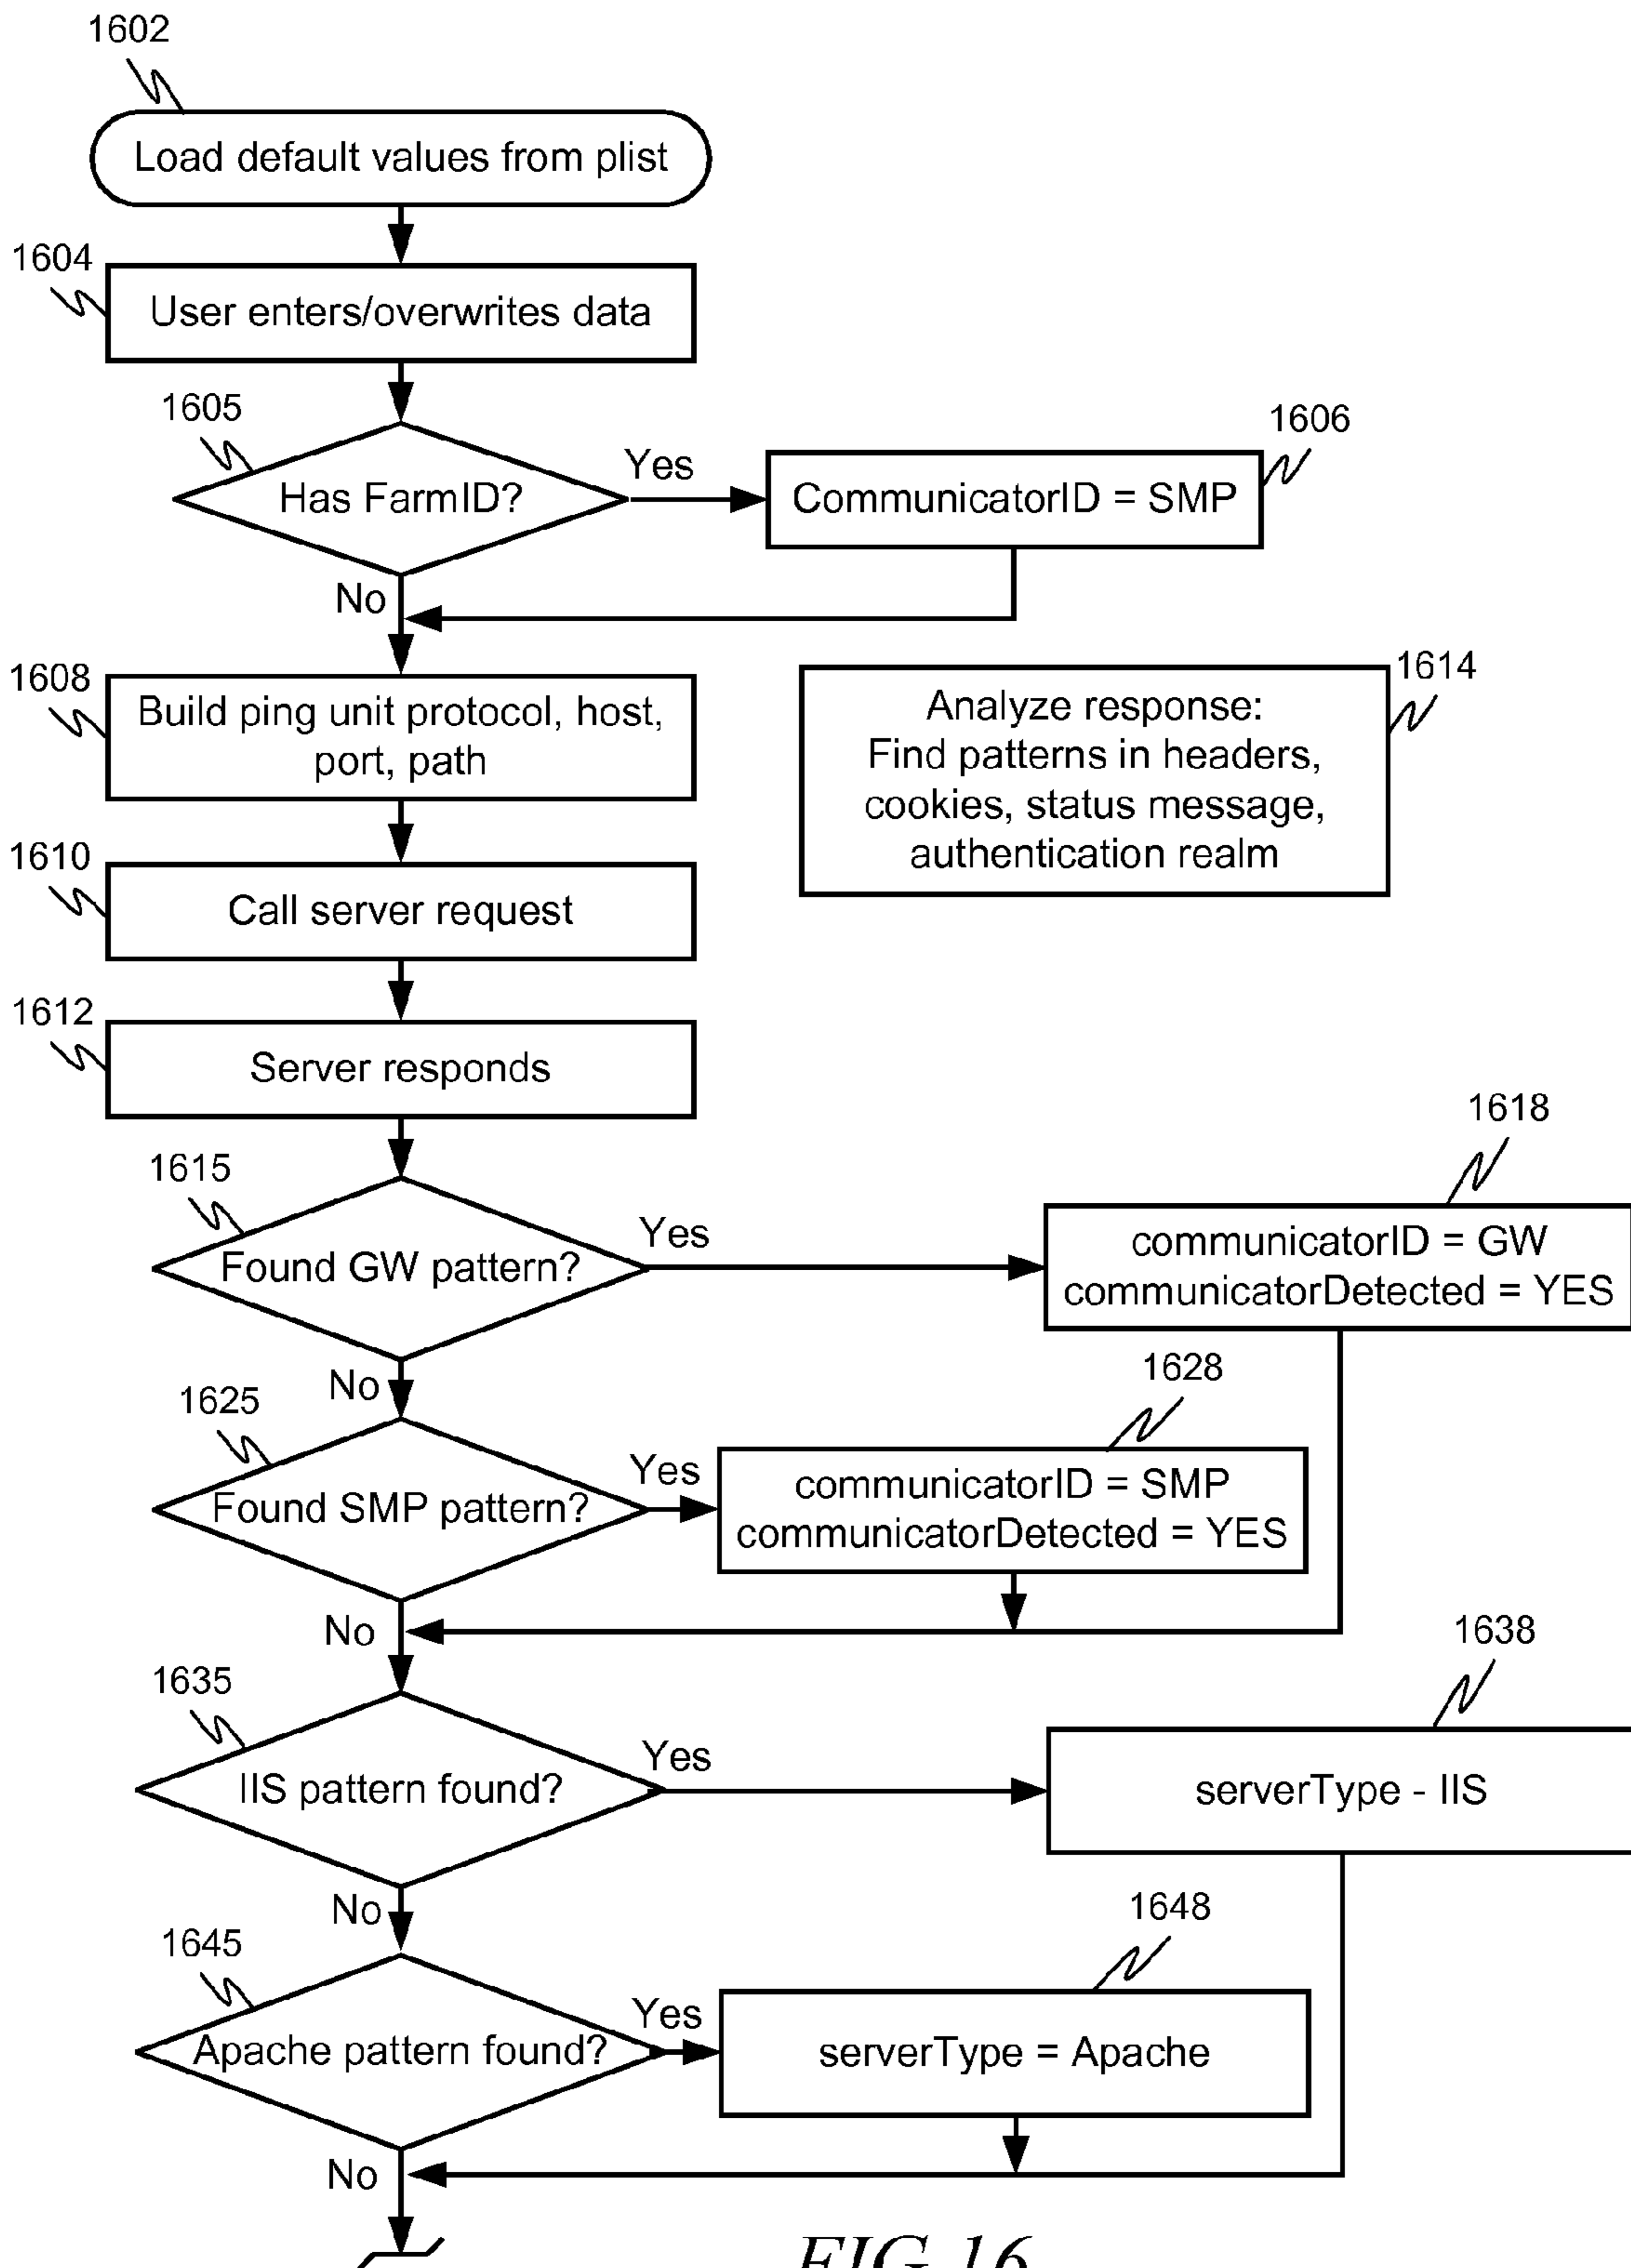 1602
Load default values from plist
1604
User enters/overwrites data
1605
Has FarmID?
Yes
1606
CommunicatorID = SMP
No
1608
Build ping unit protocol, host,
port, path
1614
Analyze response:
Find patterns in headers,
cookies, status message,
authentication realm
1610
Call server request
1612
Server responds
1615
Found GW pattern?
Yes
1618
communicatorID = GW
communicatorDetected = YES
No
1625
Found SMP pattern?
Yes
1628
communicatorID = SMP
communicatorDetected = YES
No
1635
IIS pattern found?
Yes
1638
serverType - IIS
No
1645
Apache pattern found?
Yes
1648
serverType = Apache
No
FIG. 16